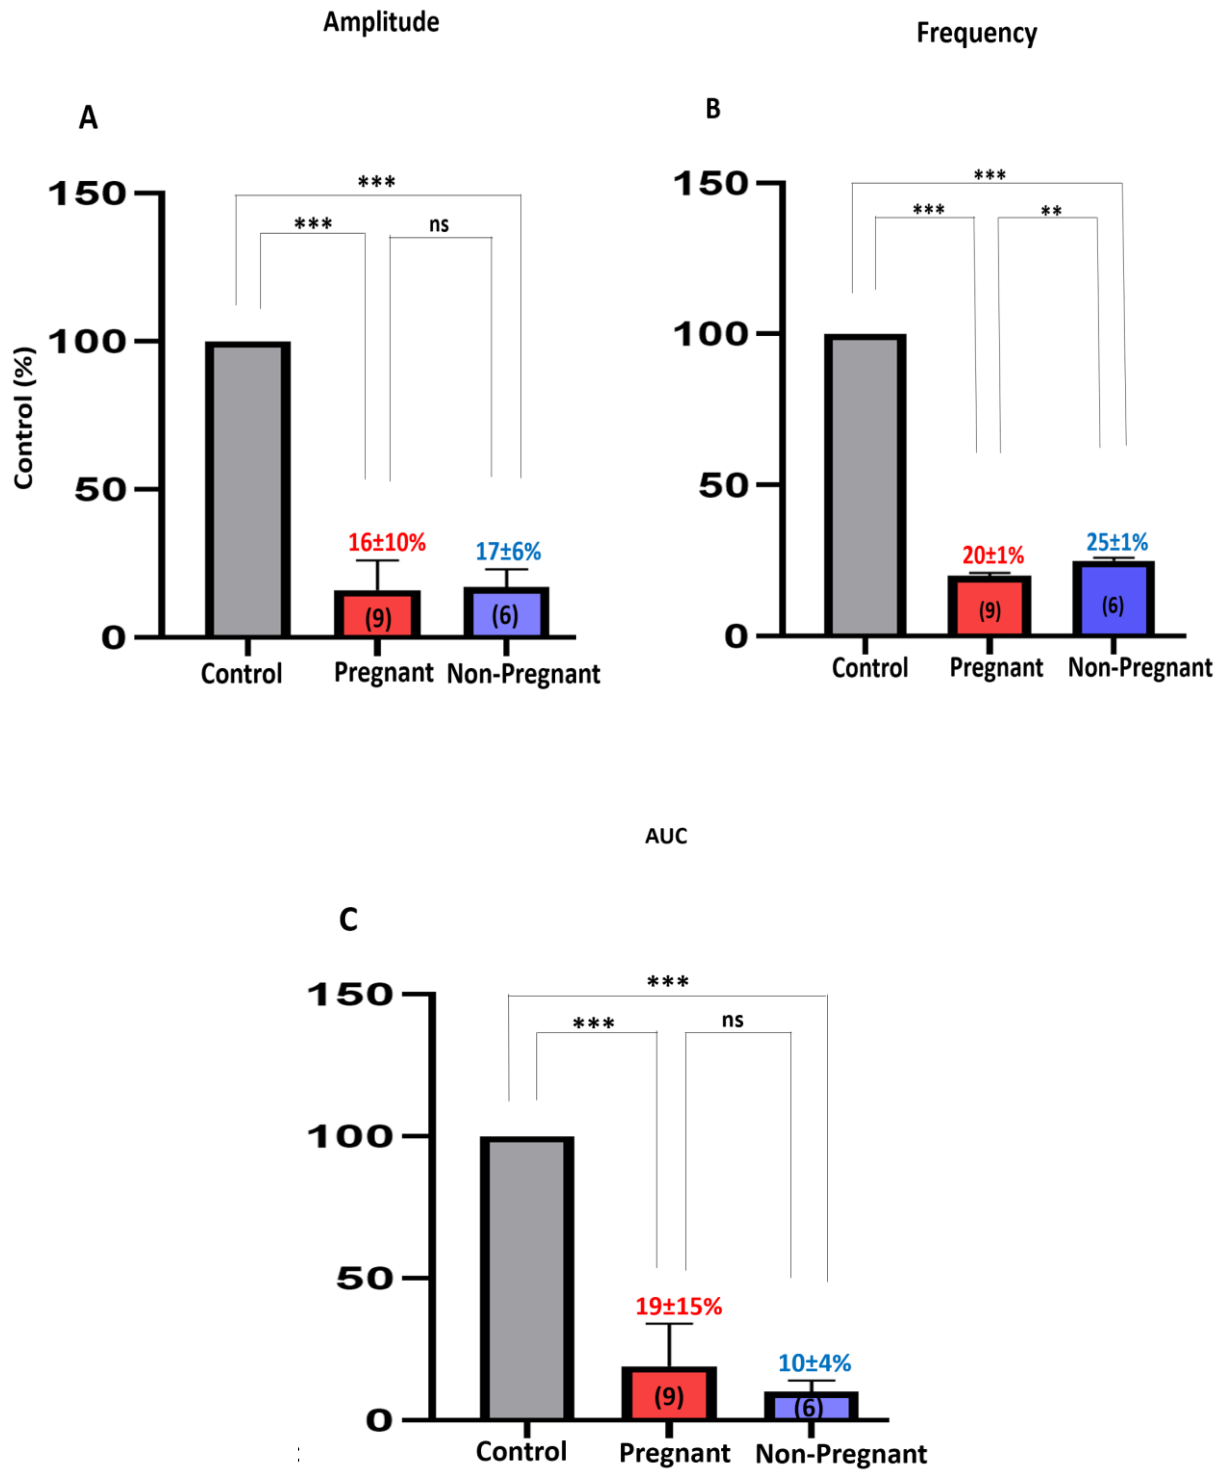 Amplitude
Frequency
A
B
150
***
***
ns
100
50
0
Control (%)
16±10%
17±6%
(9)
(6)
Control
Pregnant
Non-Pregnant
150
***
***
**
100
50
0
20±1%
25±1%
(9)
(6)
Control
Pregnant
Non-Pregnant
AUC
C
150
***
***
ns
100
50
0
19±15%
10±4%
(9)
(6)
:
Control
Pregnant
Non-Pregnant